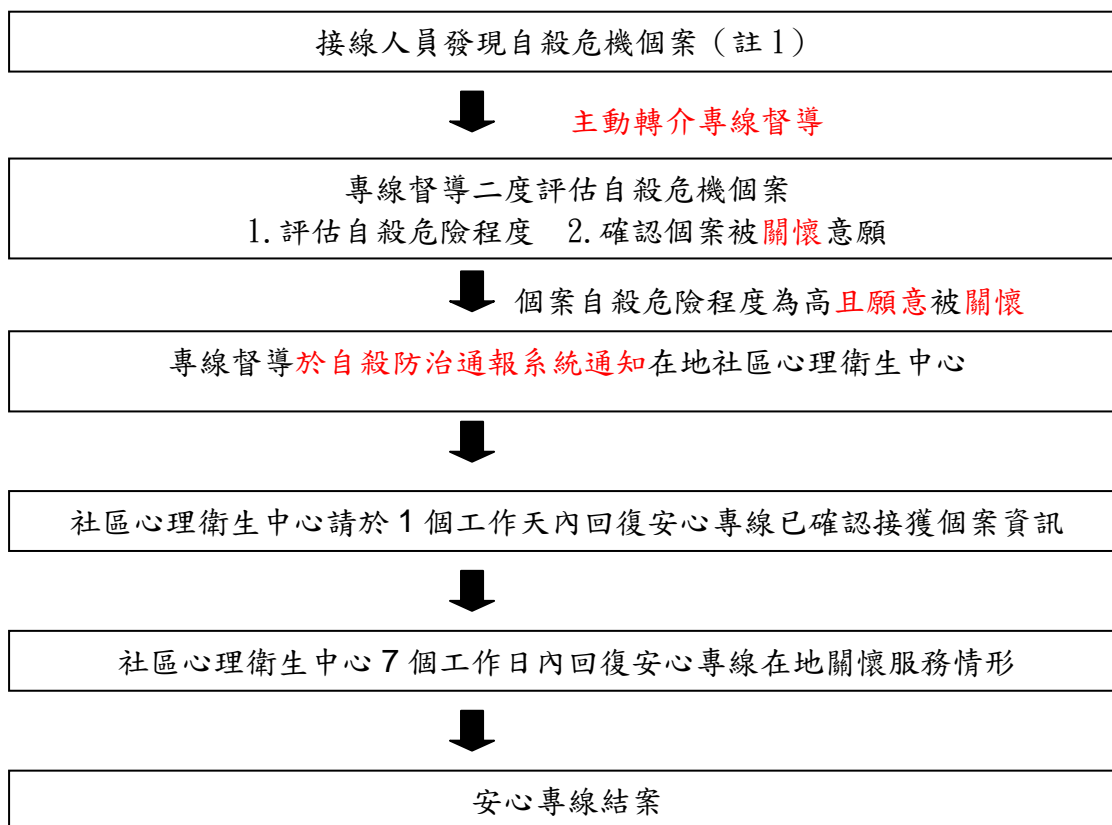 接線人員發現自殺危機個案（註1）
主動轉介專線督導
專線督導二度評估自殺危機個案
1.評估自殺危險程度　2.確認個案被關懷意願
個案自殺危險程度為高且願意被關懷
專線督導於自殺防治通報系統通知在地社區心理衛生中心
社區心理衛生中心請於1個工作天內回復安心專線已確認接獲個案資訊
社區心理衛生中心7個工作日內回復安心專線在地關懷服務情形
安心專線結案